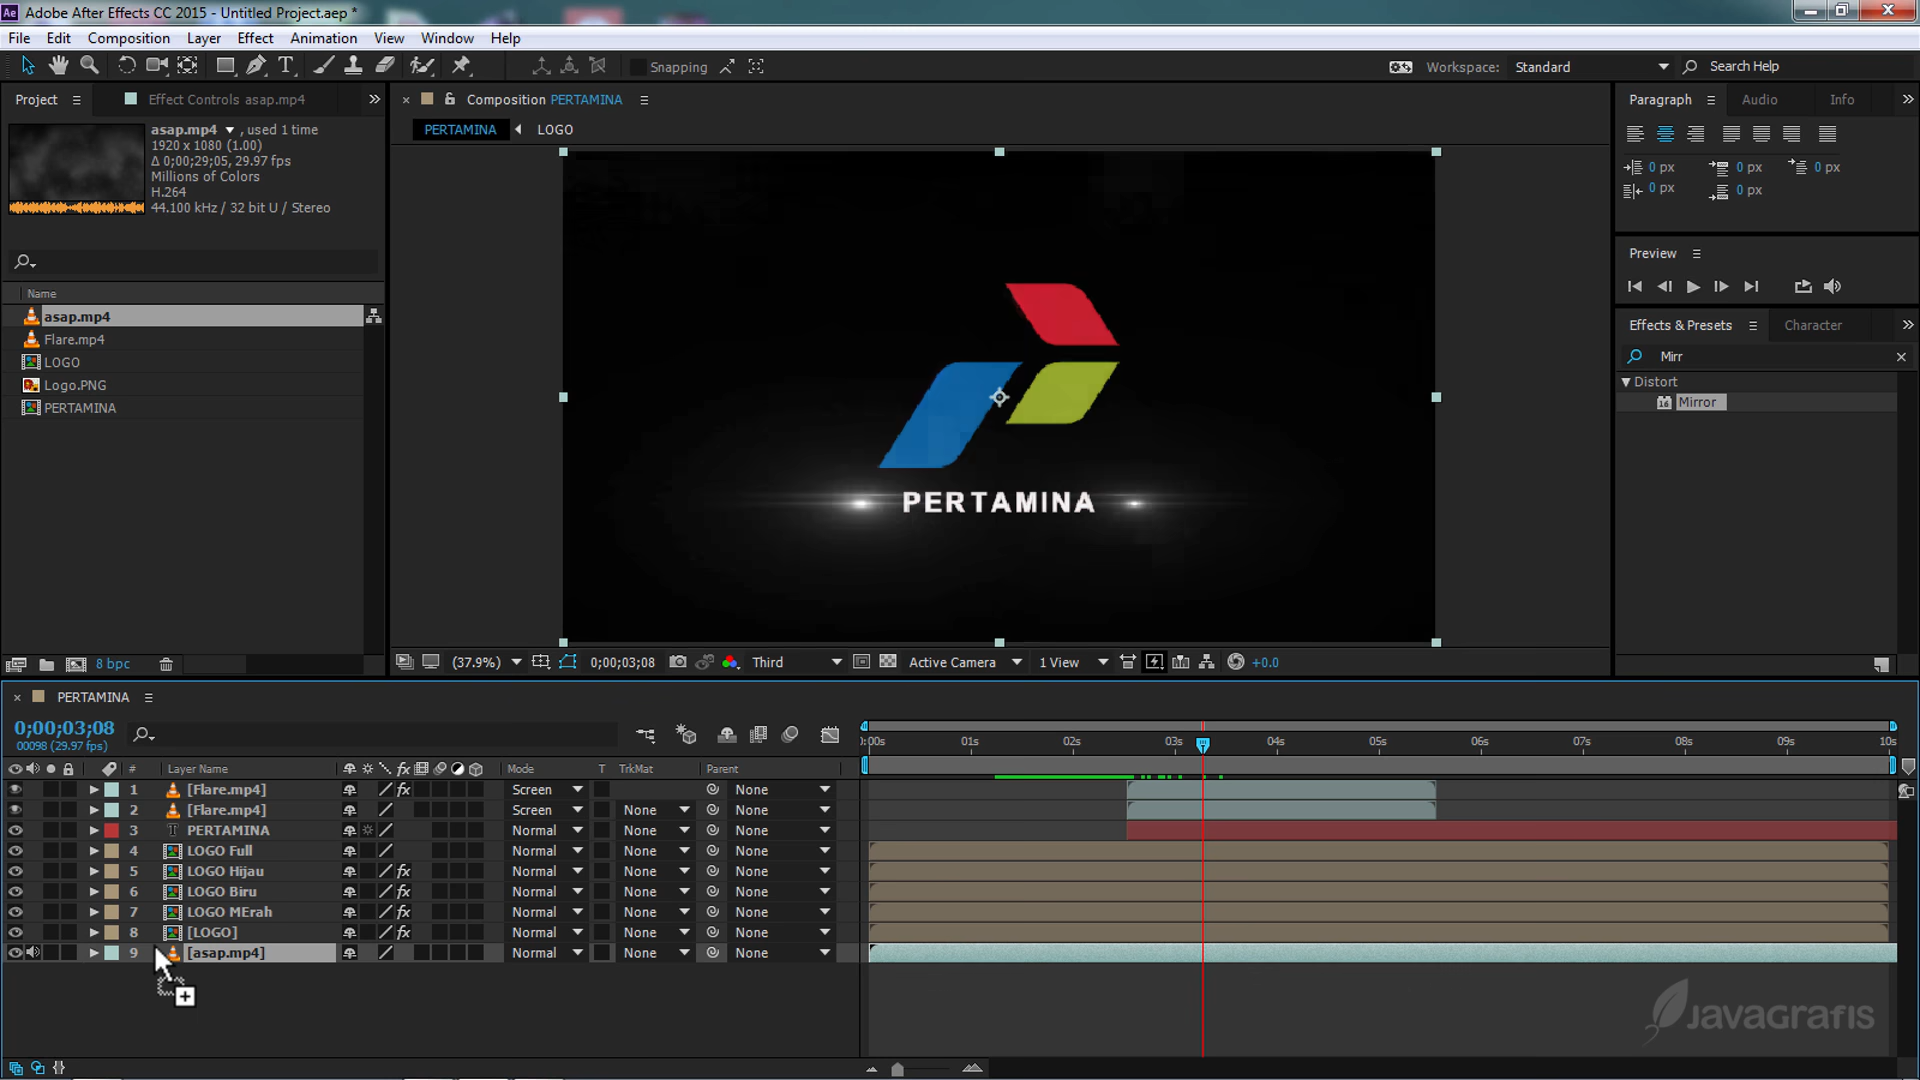 Ae Adobe After Effects CC 2015 - Untitled Project.aep *
File Edit Composition Layer Effect Animation View Window Help
Snapping
Workspace: Standard
Search Help
Project
Effect Controls asap.mp4
asap.mp4 , used 1 time
1920 x 1080 (1.00)
Δ 0;00;29;05, 29.97 fps
Millions of Colors
H.264
44.100 kHz / 32 bit U / Stereo
Name
asap.mp4
Flare.mp4
LOGO
Logo.PNG
PERTAMINA
8 bpc
Composition PERTAMINA
PERTAMINA LOGO
PERTAMINA
(37.9%) 0;00;03;08 Third Active Camera 1 View +0.0
Paragraph Audio Info
0 px 0 px 0 px
0 px 0 px
Preview
Effects & Presets Character
Mirr
Distort
16 Mirror
PERTAMINA
0;00;03;08
00098 (29.97 fps)
# Layer Name Mode T TrkMat Parent
:00s 01s 02s 03s 04s 05s 06s 07s 08s 09s 10s
1 [Flare.mp4] fx Screen None
2 [Flare.mp4] Screen None None
3 T PERTAMINA Normal None None
4 LOGO Full Normal None None
5 LOGO Hijau fx Normal None None
6 LOGO Biru fx Normal None None
7 LOGO MErah fx Normal None None
8 [LOGO] fx Normal None None
9 [asap.mp4] Normal None None
Javagrafis